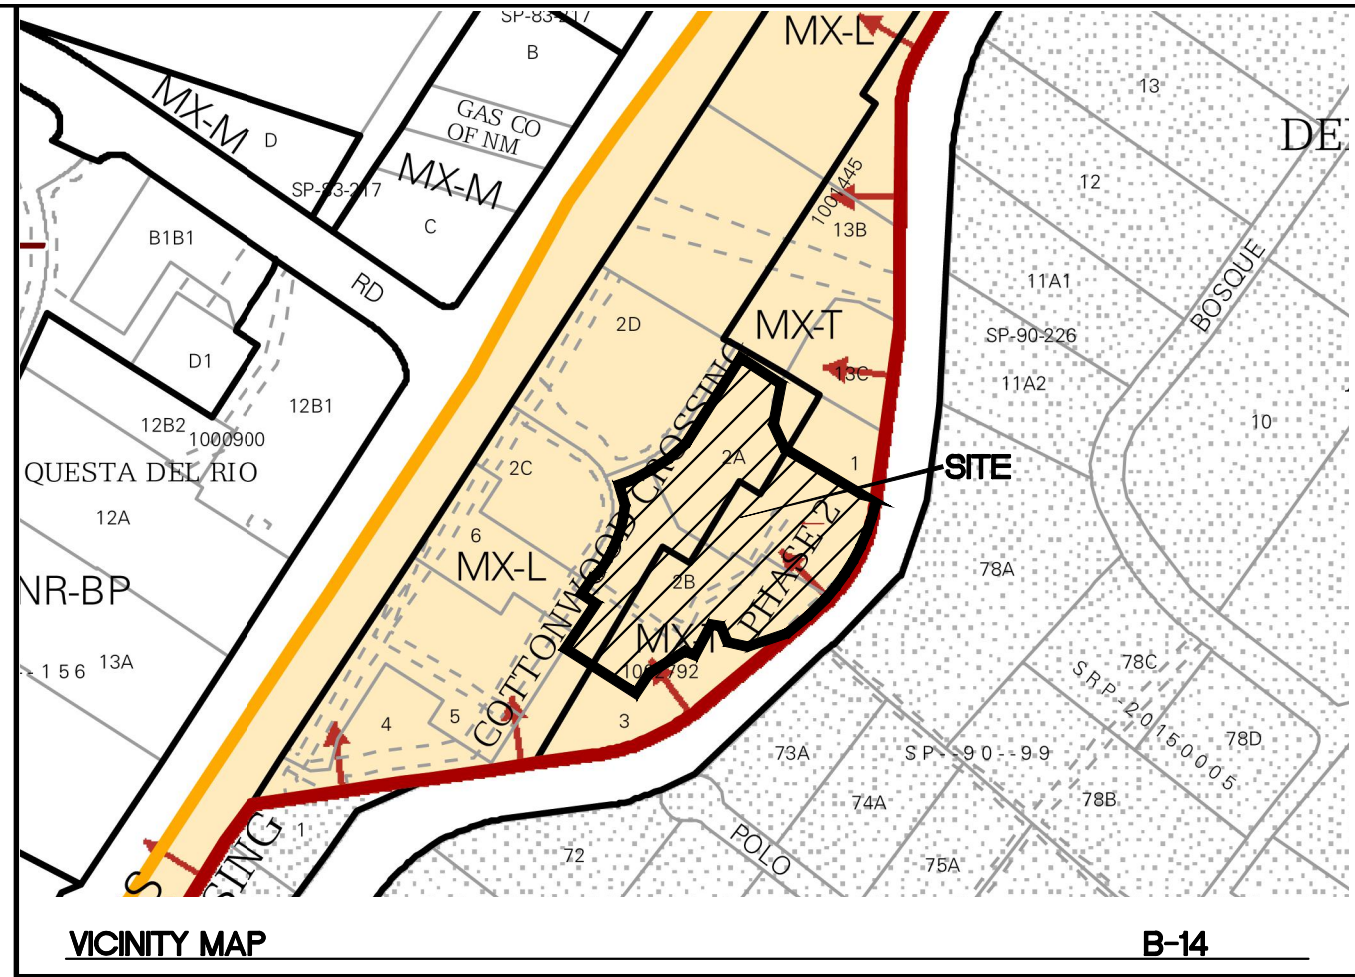 SP-83-217
B
MX-L
13
GAS CO
OF NM
MX-M
D
DE
SP-83-217
MX-M
C
12
1001445
13B
B1B1
RD
11A1
BOSQUE
2D
MX-T
SP-90-226
D1
13C
11A2
12B1
12B2
1000900
10
QUESTA DEL RIO
2C
2A
1
SITE
12A
6
COTTONWOOD CROSSING
PHASE 2
MX-L
78A
NR-BP
2B
MX-T
--156
13A
1002792
78C
SRP-20150005
4
5
3
73A
SP--90--99
78D
74A
78B
1
POLO
72
75A
S
SING
VICINITY MAP
B-14